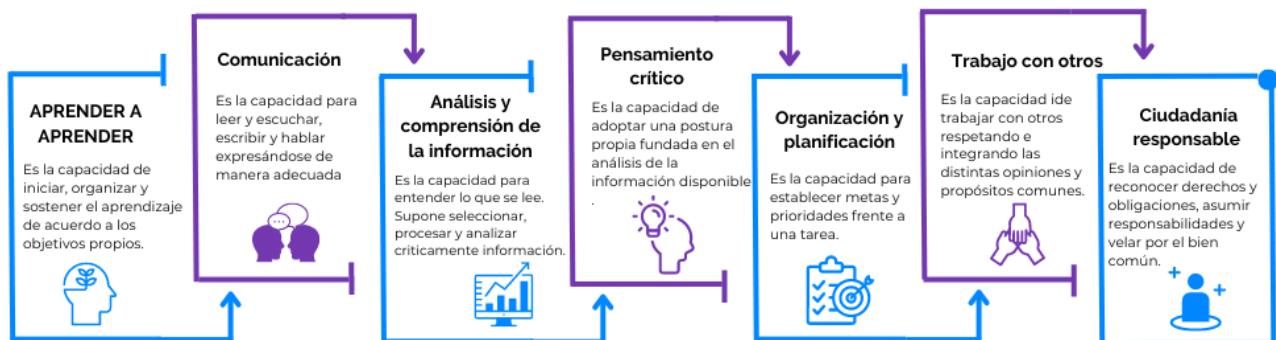 APRENDER A
APRENDER
Es la capacidad de
iniciar, organizar y
sostener el aprendizaje
de acuerdo a los
objetivos propios.
Comunicación
Es la capacidad para
leer y escuchar,
escribir y hablar
expresándose de
manera adecuada
Análisis y
comprensión de
la información
Es la capacidad para
entender lo que se lee.
Supone seleccionar,
procesar y analizar
criticamente información.
Pensamiento
crítico
Es la capacidad de
adoptar una postura
propia fundada en el
análisis de la
información disponible
.
Organización y
planificación
Es la capacidad para
establecer metas y
prioridades frente a
una tarea.
Trabajo con otros
Es la capacidad ide
trabajar con otros
respetando e
integrando las
distintas opiniones y
propósitos comunes.
Ciudadanía
responsable
Es la capacidad de
reconocer derechos y
obligaciones, asumir
responsabilidades y
velar por el bien
común.